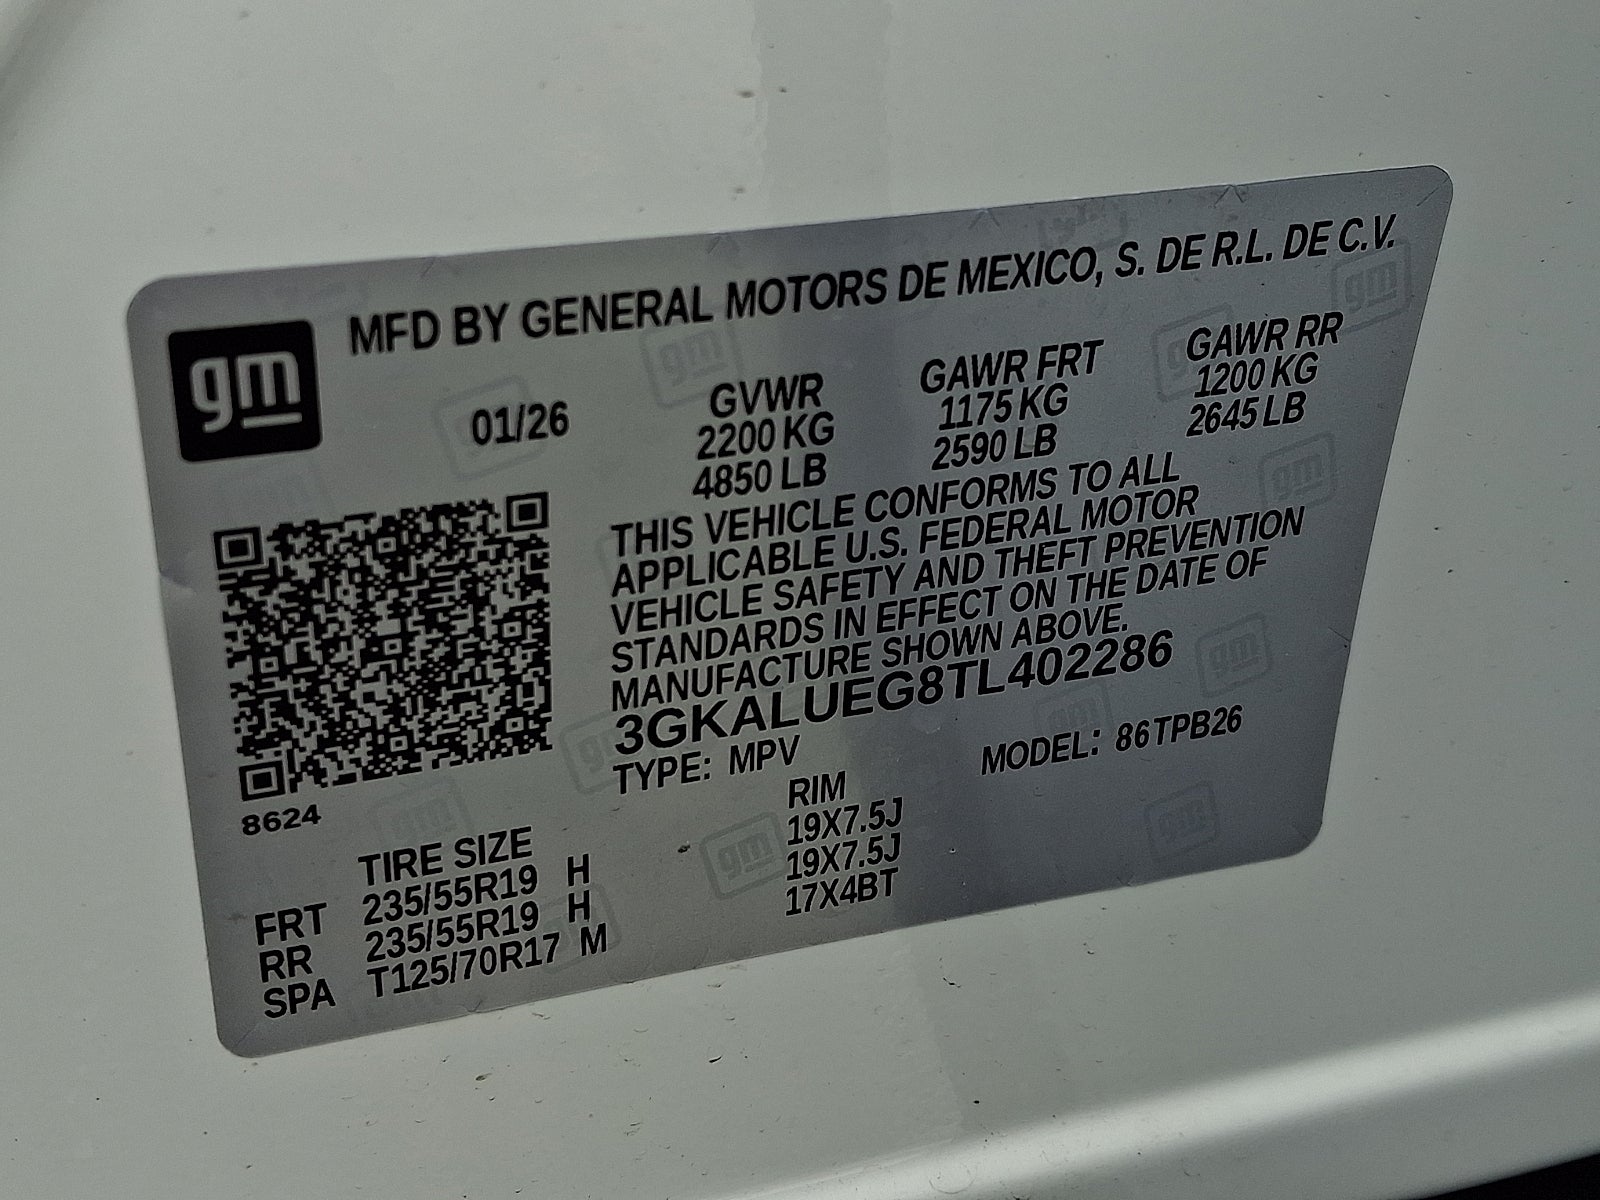 gm
MFD BY GENERAL MOTORS DE MEXICO, S. DE R.L. DE C.V.
01/26
GVWR GAWR FRT GAWR RR
2200 KG 1175 KG 1200 KG
4850 LB 2590 LB 2645 LB
THIS VEHICLE CONFORMS TO ALL
APPLICABLE U.S. FEDERAL MOTOR
VEHICLE SAFETY AND THEFT PREVENTION
STANDARDS IN EFFECT ON THE DATE OF
MANUFACTURE SHOWN ABOVE.
3GKALUEG8TL402286
TYPE: MPV MODEL: 86TPB26
8624
TIRE SIZE RIM
FRT 235/55R19 H 19X7.5J
RR 235/55R19 H 19X7.5J
SPA T125/70R17 M 17X4BT